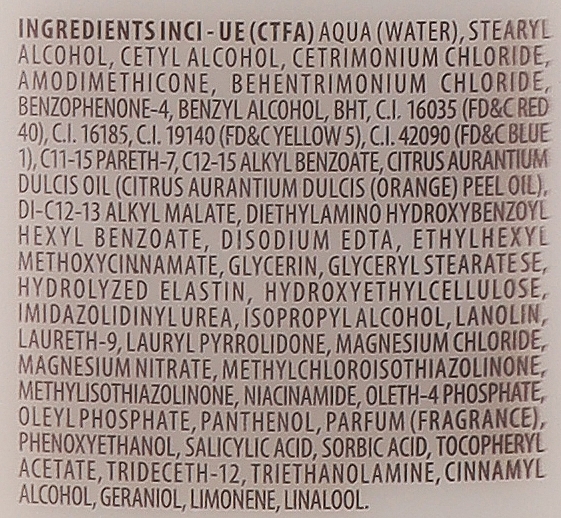 INGREDIENTS INCI - UE (CTFA) AQUA (WATER), STEARYL
ALCOHOL, CETYL ALCOHOL, CETRIMONIUM CHLORIDE,
AMODIMETHICONE, BEHENTRIMONIUM CHLORIDE,
BENZOPHENONE-4, BENZYL ALCOHOL, BHT, C.I. 16035 (FD&C RED
40), C.I. 16185, C.I. 19140 (FD&C YELLOW 5), C.I. 42090 (FD&C BLUE
1), C11-15 PARETH-7, C12-15 ALKYL BENZOATE, CITRUS AURANTIUM
DULCIS OIL (CITRUS AURANTIUM DULCIS (ORANGE) PEEL OIL),
DI-C12-13 ALKYL MALATE, DIETHYLAMINO HYDROXYBENZOYL
HEXYL BENZOATE, DISODIUM EDTA, ETHYLHEXYL
METHOXYCINNAMATE, GLYCERIN, GLYCERYL STEARATE SE,
HYDROLYZED ELASTIN, HYDROXYETHYLCELLULOSE,
IMIDAZOLIDINYL UREA, ISOPROPYL ALCOHOL, LANOLIN,
LAURETH-9, LAURYL PYRROLIDONE, MAGNESIUM CHLORIDE,
MAGNESIUM NITRATE, METHYLCHLOROISOTHIAZOLINONE,
METHYLISOTHIAZOLINONE, NIACINAMIDE, OLETH-4 PHOSPHATE,
OLEYL PHOSPHATE, PANTHENOL, PARFUM (FRAGRANCE),
PHENOXYETHANOL, SALICYLIC ACID, SORBIC ACID, TOCOPHERYL
ACETATE, TRIDECETH-12, TRIETHANOLAMINE, CINNAMYL
ALCOHOL, GERANIOL, LIMONENE, LINALOOL.